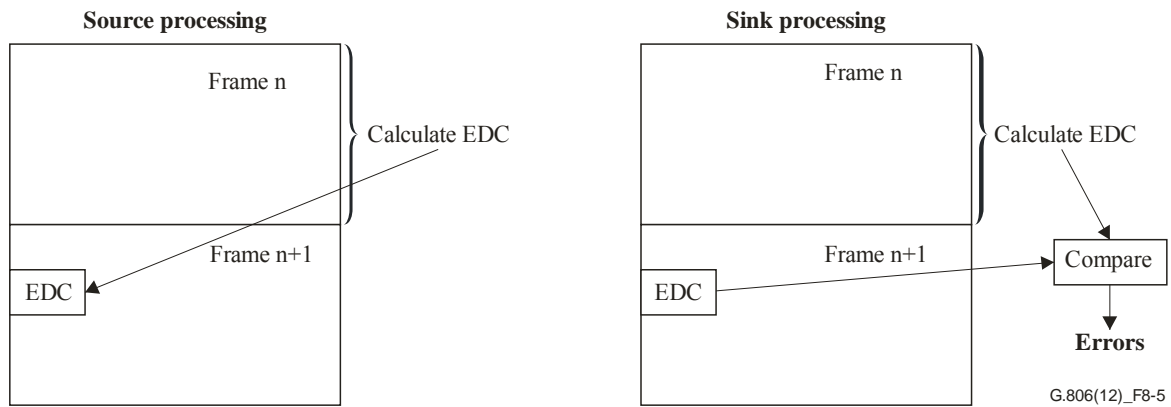 Source processing
Frame n
Calculate EDC
Frame n+1
EDC
Sink processing
Frame n
Calculate EDC
Frame n+1
EDC
Compare
Errors
G.806(12)_F8-5